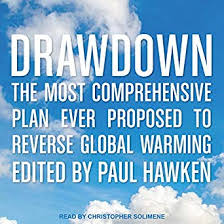 DRAWDOWN
THE MOST COMPREHENSIVE
PLAN EVER PROPOSED TO
REVERSE GLOBAL WARMING
EDITED BY PAUL HAWKEN
READ BY CHRISTOPHER SOLIMENE